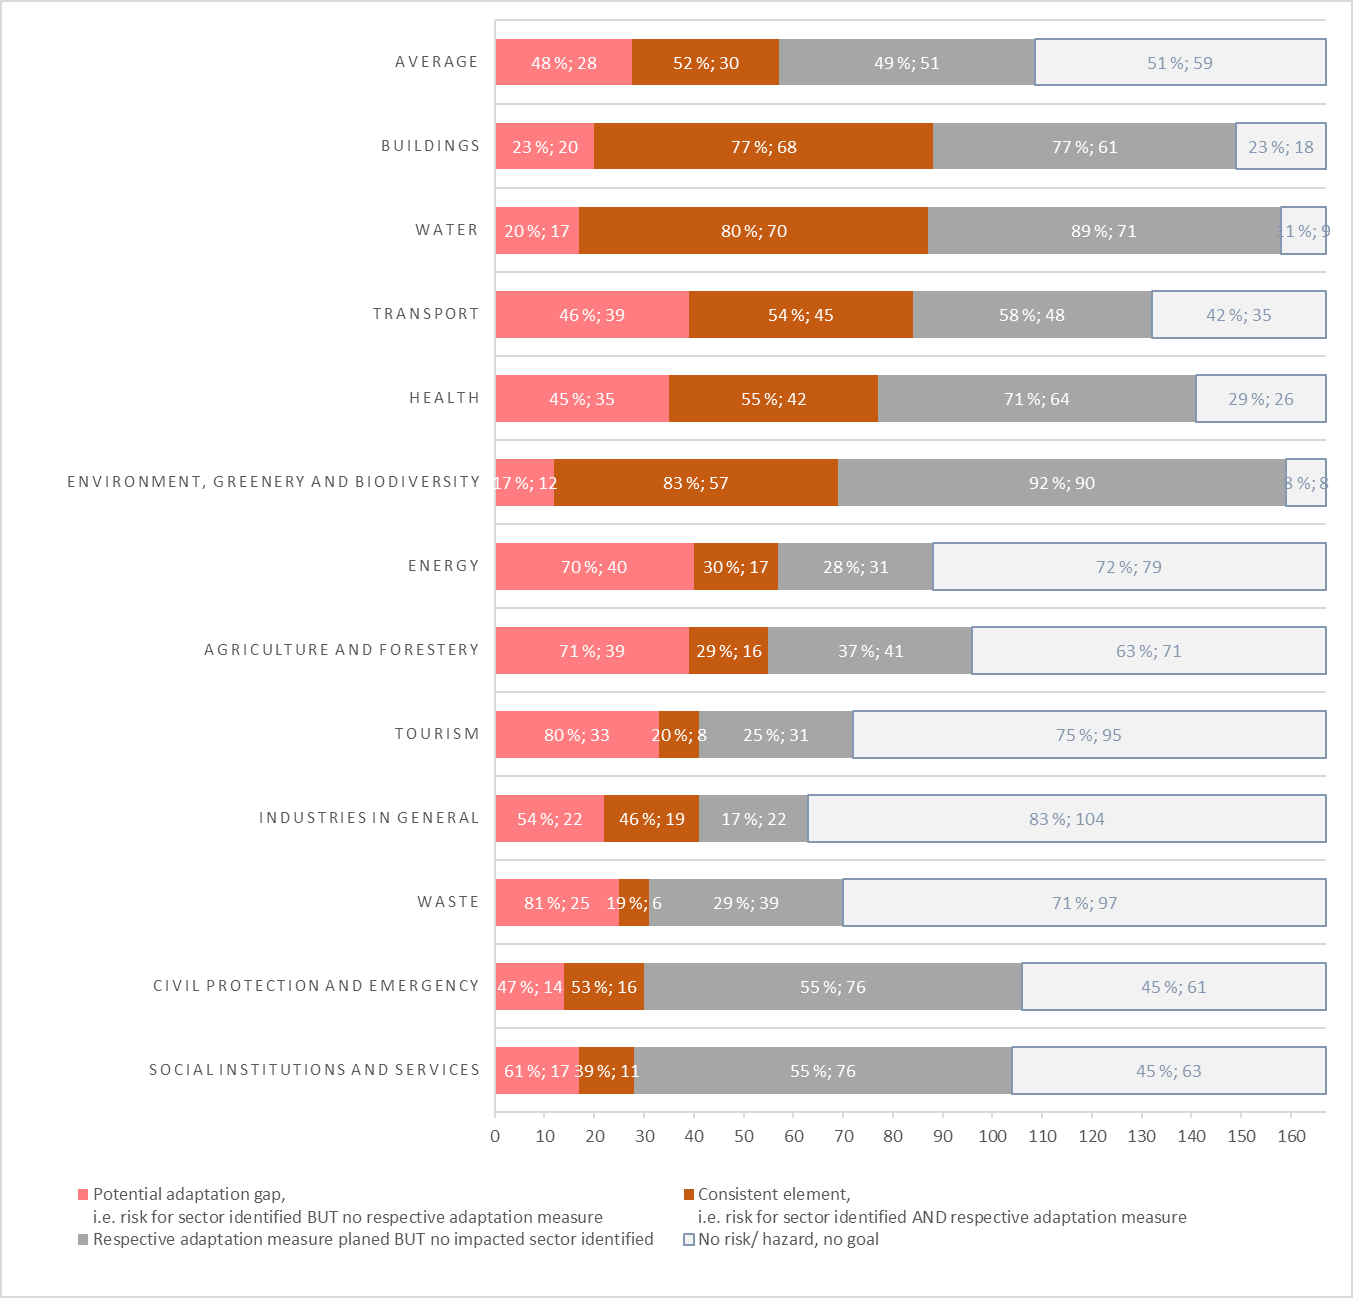 AVERAGE 48 %; 28 52 %; 30 49 %; 51 51 %; 59
BUILDINGS 23 %; 20 77 %; 68 77 %; 61 23 %; 18
WATER 20 %; 17 80 %; 70 89 %; 71 11 %; 9
TRANSPORT 46 %; 39 54 %; 45 58 %; 48 42 %; 35
HEALTH 45 %; 35 55 %; 42 71 %; 64 29 %; 26
ENVIRONMENT, GREENERY AND BIODIVERSITY 17 %; 12 83 %; 57 92 %; 90 8 %; 8
ENERGY 70 %; 40 30 %; 17 28 %; 31 72 %; 79
AGRICULTURE AND FORESTERY 71 %; 39 29 %; 16 37 %; 41 63 %; 71
TOURISM 80 %; 33 20 %; 8 25 %; 31 75 %; 95
INDUSTRIES IN GENERAL 54 %; 22 46 %; 19 17 %; 22 83 %; 104
WASTE 81 %; 25 19 %; 6 29 %; 39 71 %; 97
CIVIL PROTECTION AND EMERGENCY 47 %; 14 53 %; 16 55 %; 76 45 %; 61
SOCIAL INSTITUTIONS AND SERVICES 61 %; 17 39 %; 11 55 %; 76 45 %; 63
0 10 20 30 40 50 60 70 80 90 100 110 120 130 140 150 160
Potential adaptation gap,
i.e. risk for sector identified BUT no respective adaptation measure
Consistent element,
i.e. risk for sector identified AND respective adaptation measure
Respective adaptation measure planed BUT no impacted sector identified
No risk/ hazard, no goal